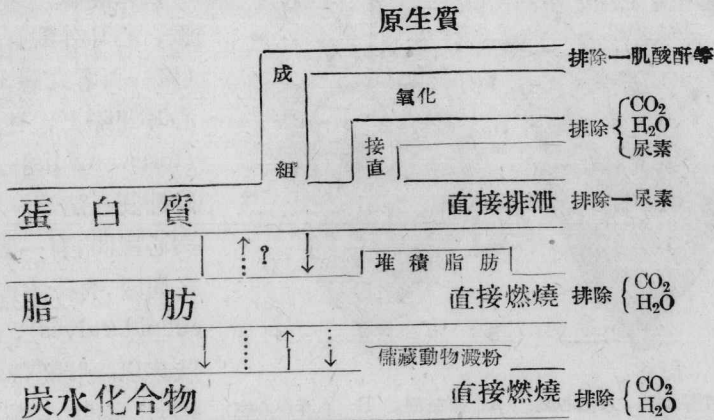 原生質
成
組
排除—肌酸酐等
氧化
接
直
排除 { CO₂
H₂O
尿素
蛋白質
直接排泄 排除—尿素
?
堆積脂肪
脂肪
直接燃燒 排除 { CO₂
H₂O
儲藏動物澱粉
炭水化合物
直接燃燒 排除 { CO₂
H₂O